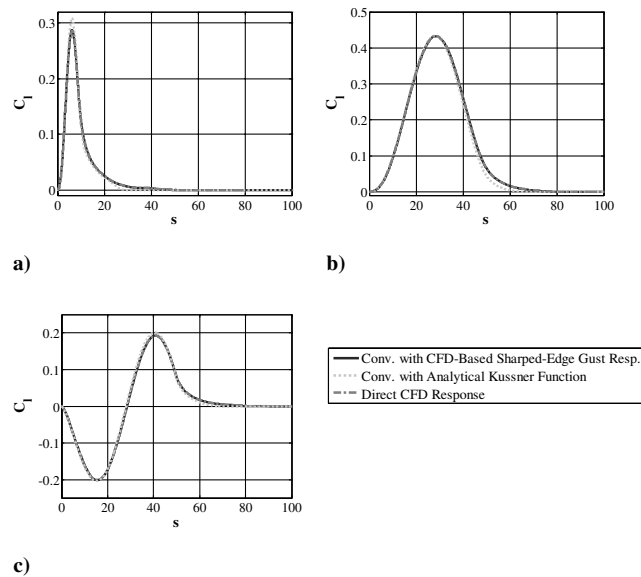 0.3
0.2
0.1
0
C_l
0 20 40 60 80 100
s
a)
0.5
0.4
0.3
0.2
0.1
0
C_l
0 20 40 60 80 100
s
b)
0.2
0.1
0
-0.1
-0.2
C_l
0 20 40 60 80 100
s
c)
Conv. with CFD-Based Sharped-Edge Gust Resp.
Conv. with Analytical Kussner Function
Direct CFD Response